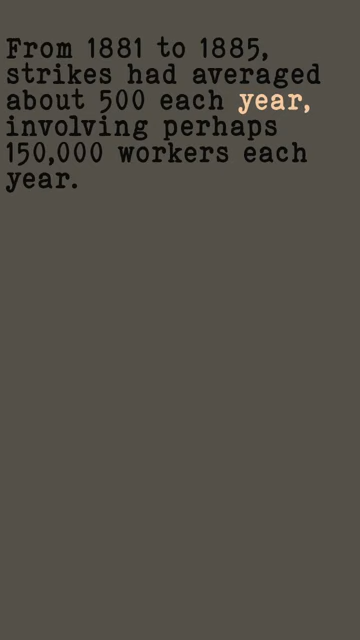 From 1881 to 1885,
strikes had averaged
about 500 each year,
involving perhaps
150,000 workers each
year.